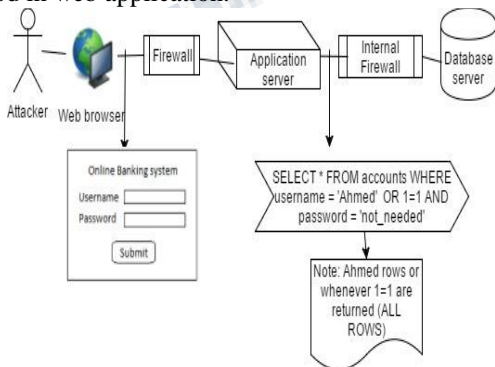 ed in web application.
Attacker
Web browser
Firewall
Application
server
Internal
Firewall
Database
server
Online Banking system
Username
Password
Submit
SELECT * FROM accounts WHERE
username = 'Ahmed' OR 1=1 AND
password = 'not_needed'
Note: Ahmed rows or
whenever 1=1 are
returned (ALL
ROWS)